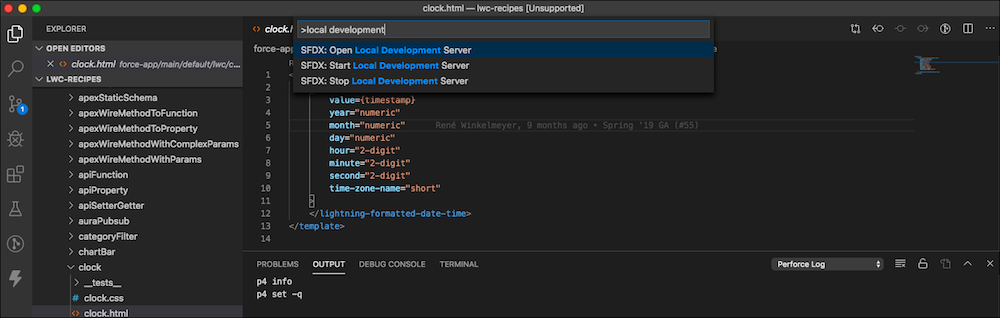 clock.html — lwc-recipes [Unsupported]
EXPLORER
OPEN EDITORS
clock.html force-app/main/default/lwc/c...
LWC-RECIPES
apexStaticSchema
apexWireMethodToFunction
apexWireMethodToProperty
apexWireMethodWithComplexParams
apexWireMethodWithParams
apiFunction
apiProperty
apiSetterGetter
auraPubsub
categoryFilter
chartBar
clock
__tests__
# clock.css
clock.html
1
>local development
SFDX: Open Local Development Server
SFDX: Start Local Development Server
SFDX: Stop Local Development Server
force-app
1 <
2
3 value={timestamp}
4 year="numeric"
5 month="numeric" René Winkelmeyer, 9 months ago • Spring '19 GA (#55)
6 day="numeric"
7 hour="2-digit"
8 minute="2-digit"
9 second="2-digit"
10 time-zone-name="short"
11 >
12 </lightning-formatted-date-time>
13 </template>
14
PROBLEMS OUTPUT DEBUG CONSOLE TERMINAL
Perforce Log
p4 info
p4 set -q